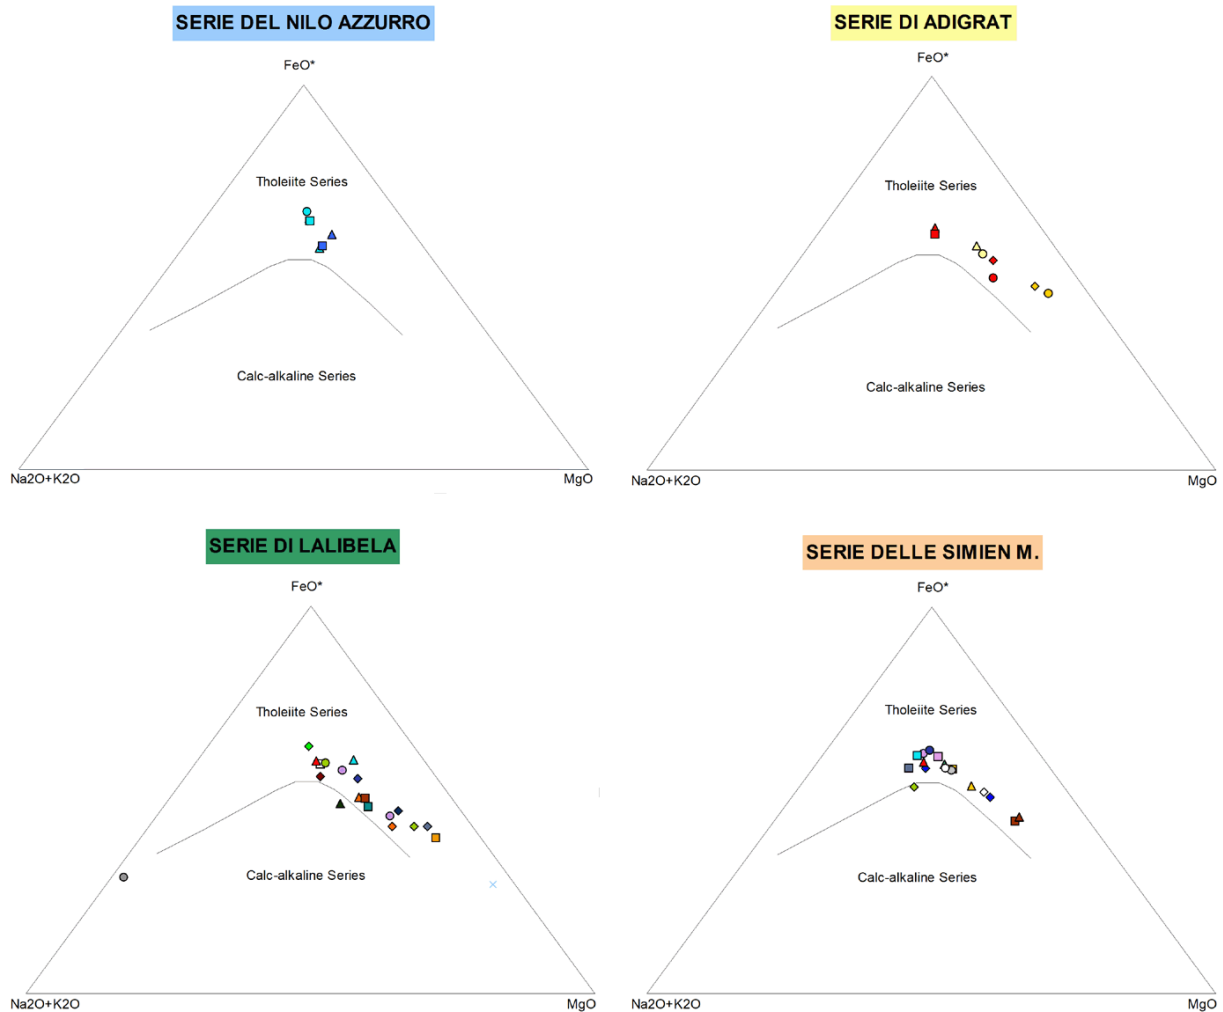 SERIE DEL NILO AZZURRO
FeO*
Tholeiite Series
Calc-alkaline Series
Na2O+K2O
MgO
SERIE DI ADIGRAT
FeO*
Tholeiite Series
Calc-alkaline Series
Na2O+K2O
MgO
SERIE DI LALIBELA
FeO*
Tholeiite Series
Calc-alkaline Series
Na2O+K2O
MgO
SERIE DELLE SIMIEN M.
FeO*
Tholeiite Series
Calc-alkaline Series
Na2O+K2O
MgO